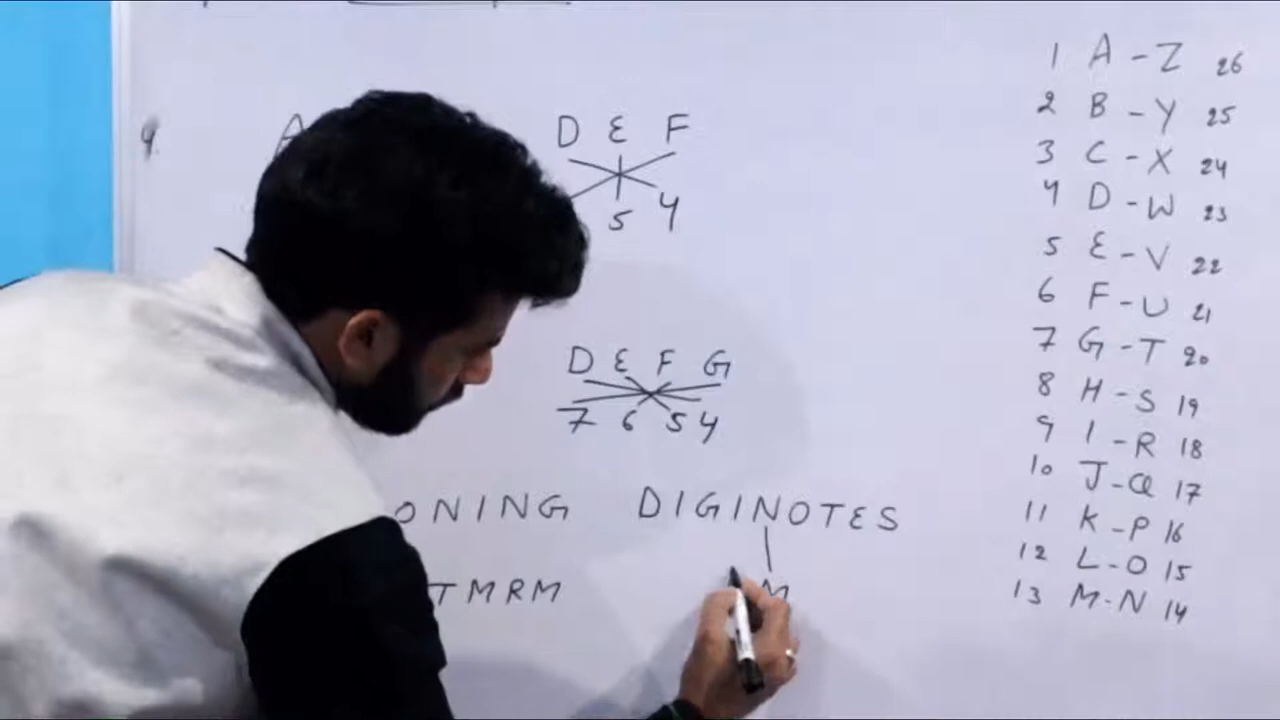 9. A D E F
5 4
D E F G
7 6 5 4
ONING DIGINOTES
TMRM M
1 A - Z 26
2 B - Y 25
3 C - X 24
4 D - W 23
5 E - V 22
6 F - U 21
7 G - T 20
8 H - S 19
9 I - R 18
10 J - Q 17
11 K - P 16
12 L - O 15
13 M - N 14